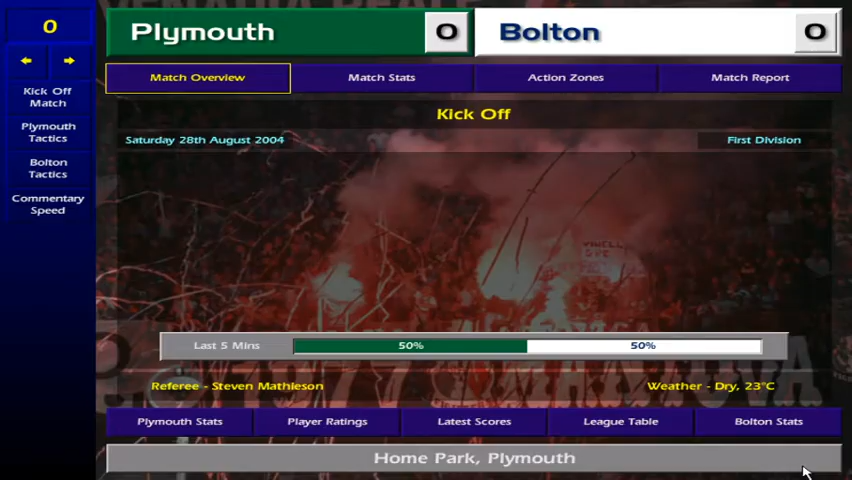 0
Plymouth 0 Bolton 0
Match Overview Match Stats Action Zones Match Report
Kick Off
Match
Plymouth
Tactics
Bolton
Tactics
Commentary
Speed
Kick Off
Saturday 28th August 2004 First Division
Last 5 Mins 50% 50%
Referee - Steven Mathieson Weather - Dry, 23°C
Plymouth Stats Player Ratings Latest Scores League Table Bolton Stats
Home Park, Plymouth